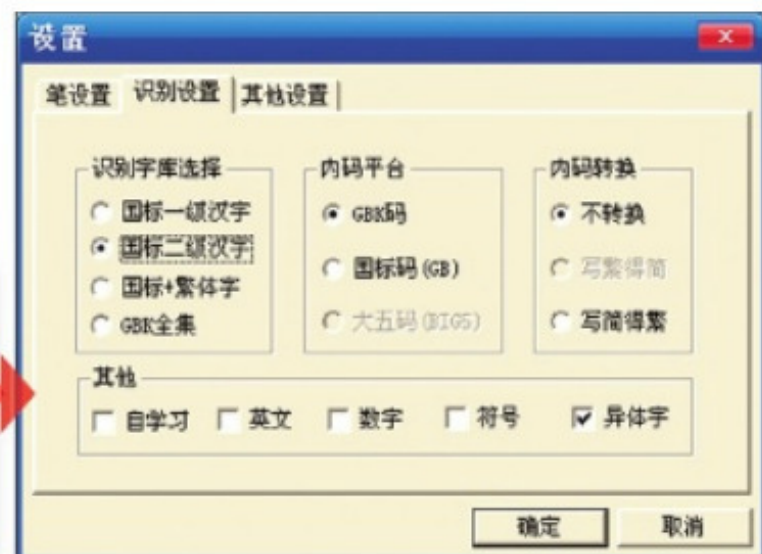 设置
笔设置 识别设置 其他设置
识别字库选择 内码平台 内码转换
国标一级汉字 GBK码 不转换
国标二级汉字 国标码(GB) 写繁得简
国标+繁体字 大五码(BIG5) 写简得繁
GBK全集
其他
自学习 英文 数字 符号 异体字
确定 取消